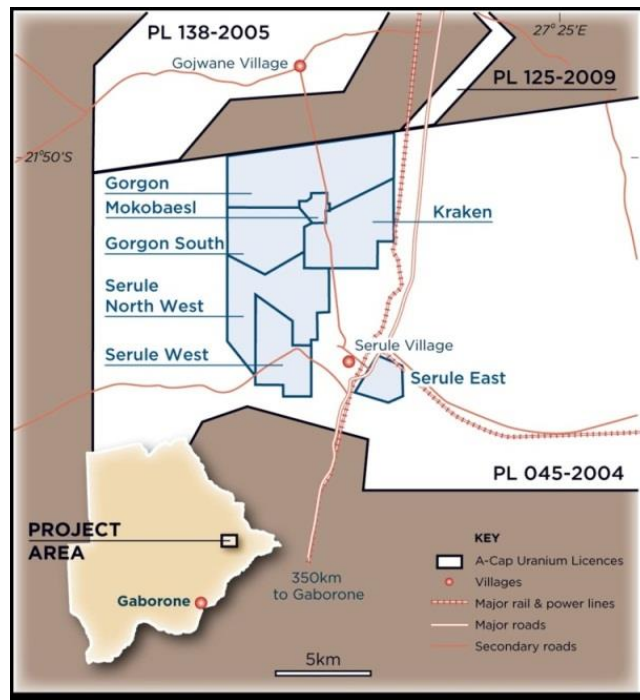 27° 25'E
PL 138-2005
Gojwane Village
PL 125-2009
21°50'S
Gorgon
Mokobaesl
Kraken
Gorgon South
Serule
North West
Serule Village
Serule West
Serule East
PL 045-2004
PROJECT
AREA
Gaborone
350km
to Gaborone
5km
KEY
A-Cap Uranium Licences
Villages
Major rail & power lines
Major roads
Secondary roads